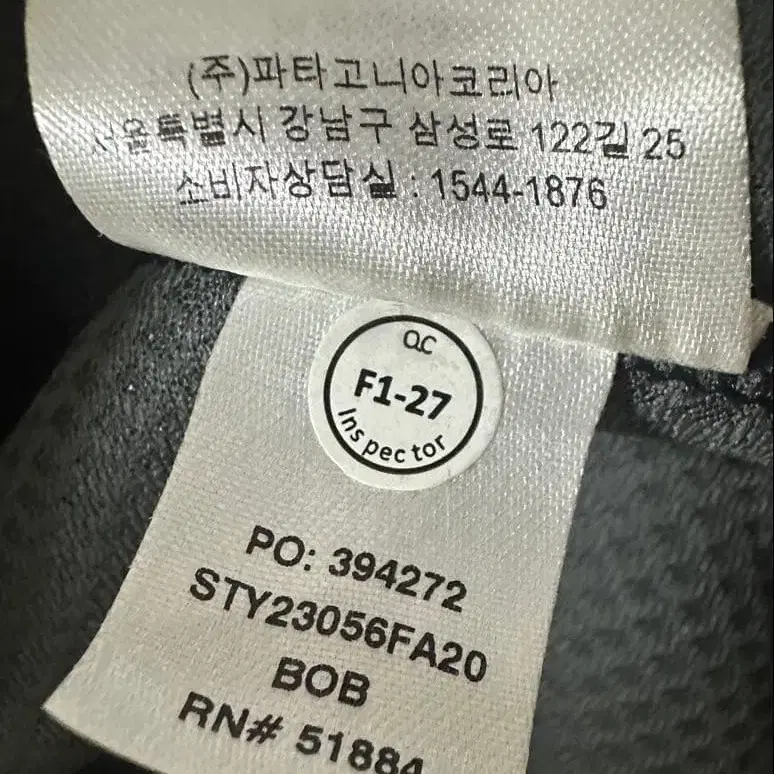 (주)파타고니아코리아
서울특별시 강남구 삼성로 122길 25
소비자상담실 : 1544-1876
QC
F1-27
Inspector
PO: 394272
STY23056FA20
BOB
RN# 51884